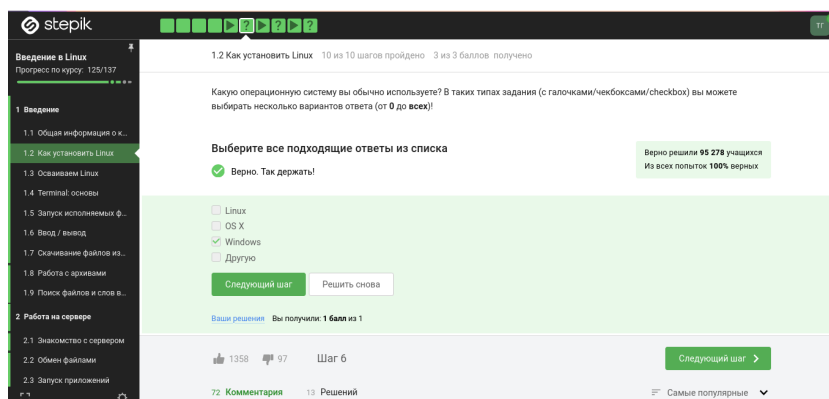 stepik
ТГ
Введение в Linux
Прогресс по курсу: 125/137
1 Введение
1.1 Общая информация о к...
1.2 Как установить Linux
1.3 Осваиваем Linux
1.4 Terminal: основы
1.5 Запуск исполняемых ф...
1.6 Ввод / вывод
1.7 Скачивание файлов из...
1.8 Работа с архивами
1.9 Поиск файлов и слов в...
2 Работа на сервере
2.1 Знакомство с сервером
2.2 Обмен файлами
2.3 Запуск приложений
1.2 Как установить Linux 10 из 10 шагов пройдено 3 из 3 баллов получено
Какую операционную систему вы обычно используете? В таких типах задания (с галочками/чекбоксами/checkbox) вы можете
выбирать несколько вариантов ответа (от 0 до всех)!
Выберите все подходящие ответы из списка
Верно. Так держать!
Верно решили 95 278 учащихся
Из всех попыток 100% верных
Linux
OS X
Windows
Другую
Следующий шаг Решить снова
Ваши решения Вы получили: 1 балл из 1
1358 97 Шаг 6 Следующий шаг
72 Комментария 13 Решений Самые популярные